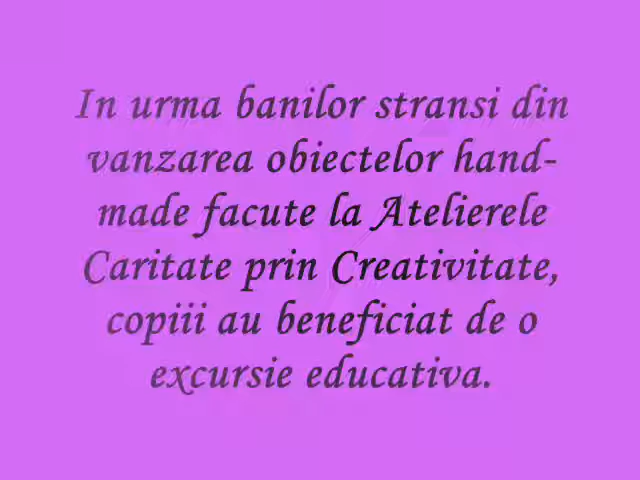 In urma banilor stransi din
vanzarea obiectelor hand-
made facute la Atelierele
Caritate prin Creativitate,
copiii au beneficiat de o
excursie educativa.